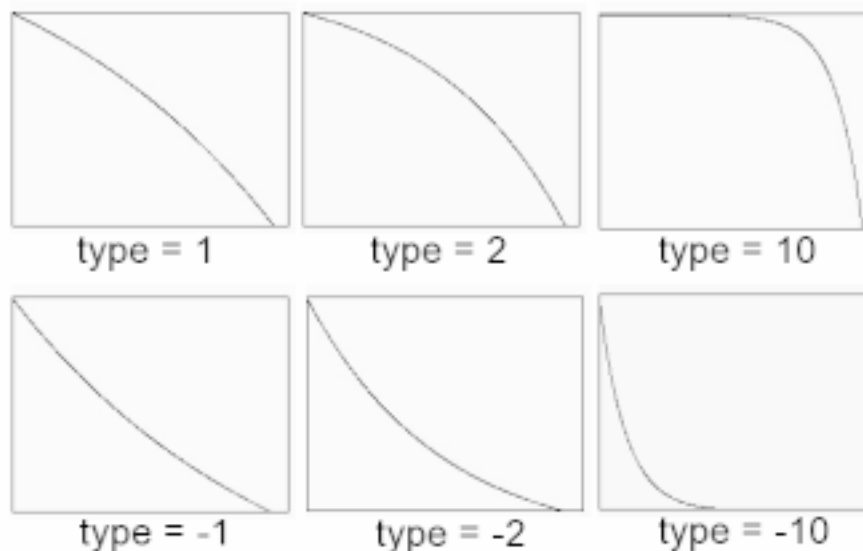 type = 1
type = 2
type = 10
type = -1
type = -2
type = -10